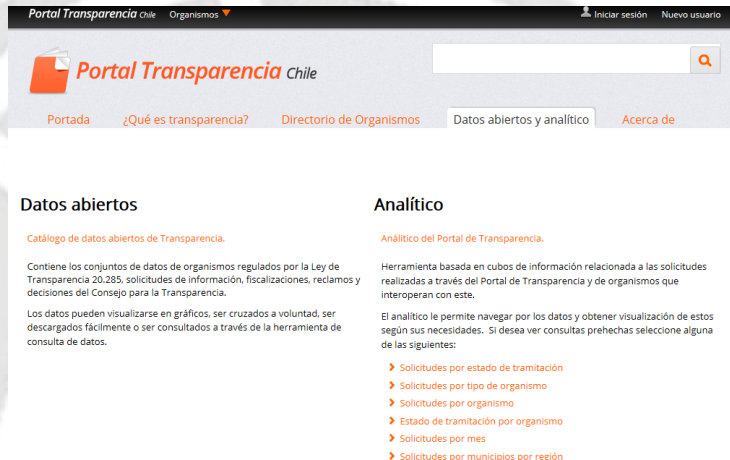 Portal Transparencia Chile Organismos Iniciar sesión Nuevo usuario
Portal Transparencia Chile
Portada ¿Qué es transparencia? Directorio de Organismos Datos abiertos y analítico Acerca de
Datos abiertos
Catálogo de datos abiertos de Transparencia.
Contiene los conjuntos de datos de organismos regulados por la Ley de
Transparencia 20.285, solicitudes de información, fiscalizaciones, reclamos y
decisiones del Consejo para la Transparencia.
Los datos pueden visualizarse en gráficos, ser cruzados a voluntad, ser
descargados fácilmente o ser consultados a través de la herramienta de
consulta de datos.
Analítico
Análitico del Portal de Transparencia.
Herramienta basada en cubos de información relacionada a las solicitudes
realizadas a través del Portal de Transparencia y de organismos que
interoperan con este.
El analítico le permite navegar por los datos y obtener visualización de estos
según sus necesidades. Si desea ver consultas prehechas seleccione alguna
de las siguientes:
Solicitudes por estado de tramitación
Solicitudes por tipo de organismo
Solicitudes por organismo
Estado de tramitación por organismo
Solicitudes por mes
Solicitudes por municipios por región